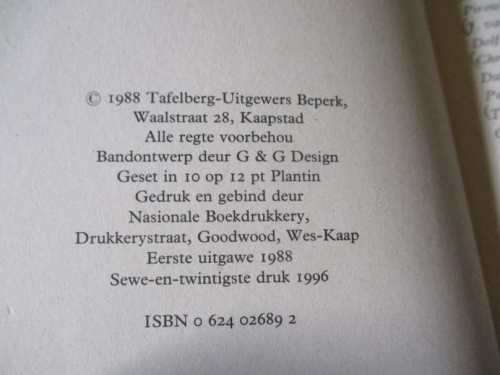 © 1988 Tafelberg-Uitgewers Beperk,
Waalstraat 28, Kaapstad
Alle regte voorbehou
Bandontwerp deur G & G Design
Geset in 10 op 12 pt Plantin
Gedruk en gebind deur
Nasionale Boekdrukkery,
Drukkerystraat, Goodwood, Wes-Kaap
Eerste uitgawe 1988
Sewe-en-twintigste druk 1996
ISBN 0 624 02689 2